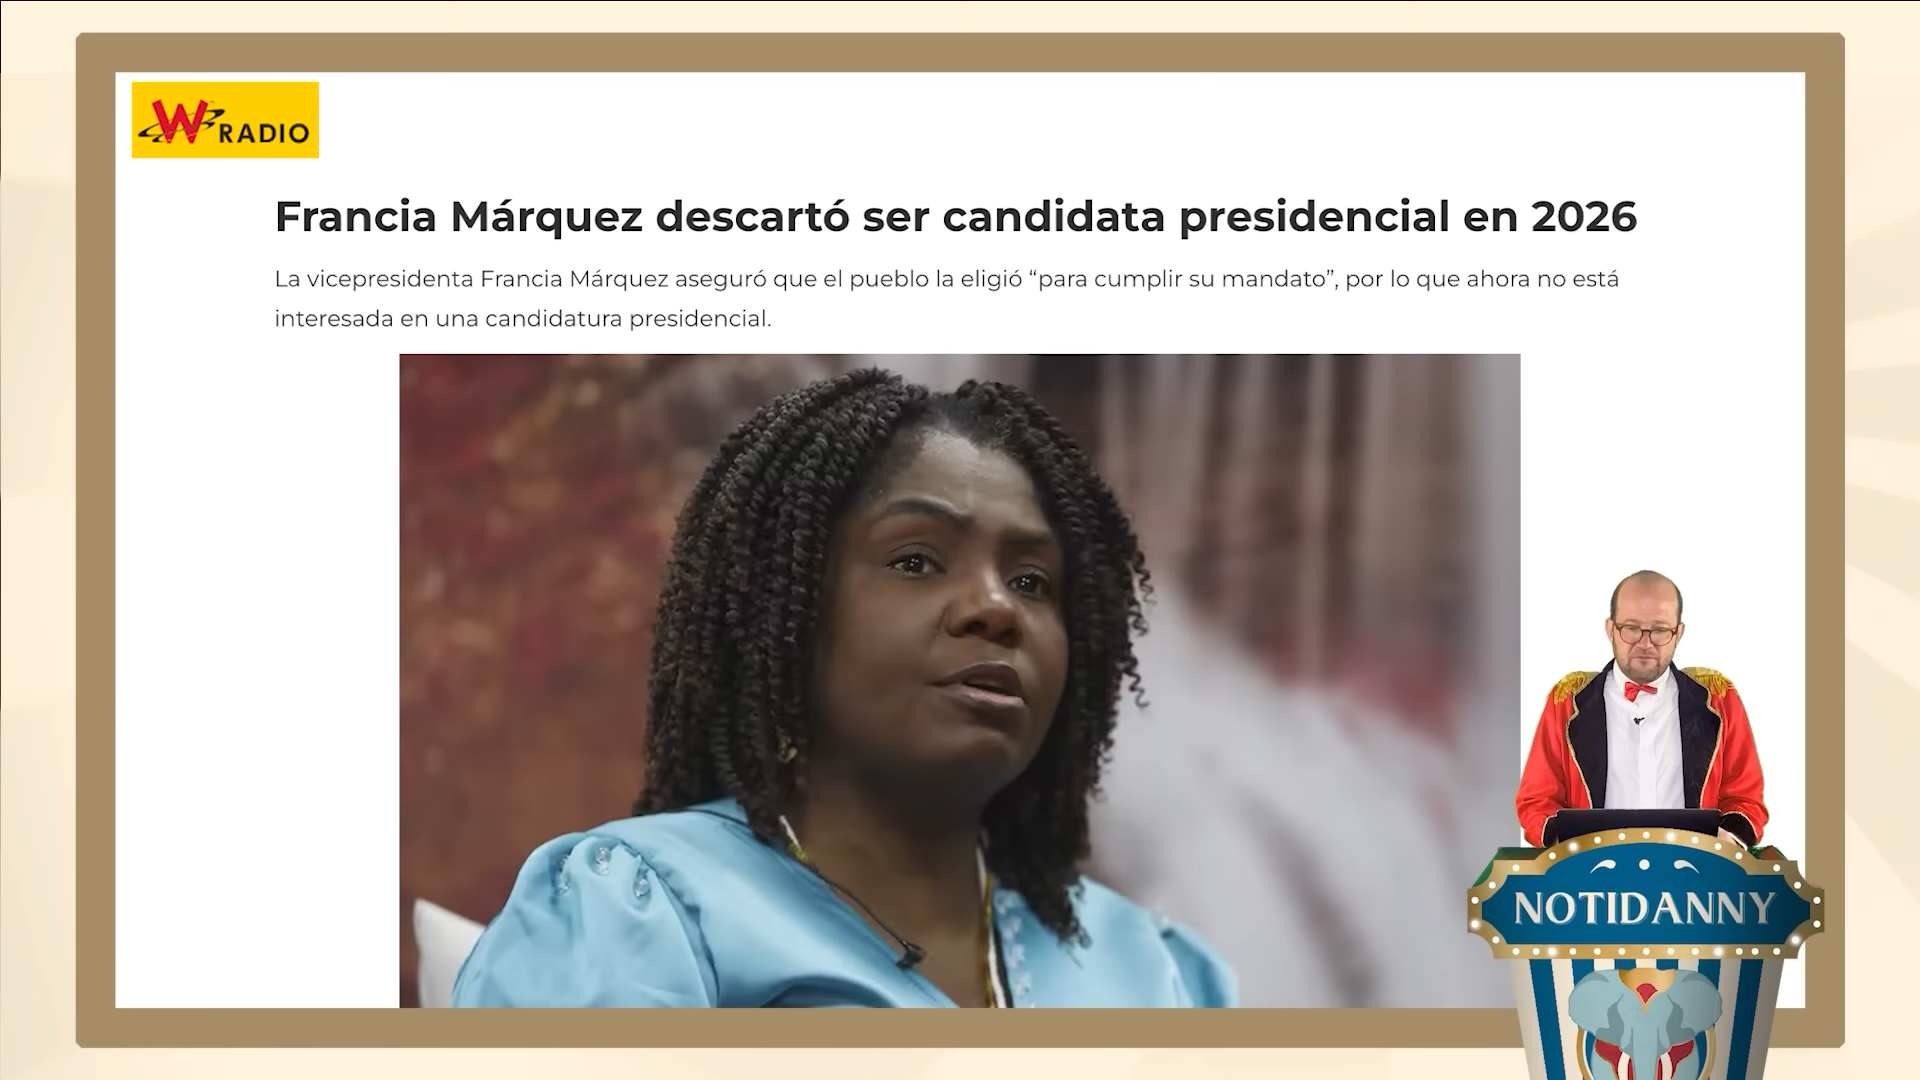 W RADIO
Francia Márquez descartó ser candidata presidencial en 2026
La vicepresidenta Francia Márquez aseguró que el pueblo la eligió “para cumplir su mandato”, por lo que ahora no está
interesada en una candidatura presidencial.
NOTIDANNY